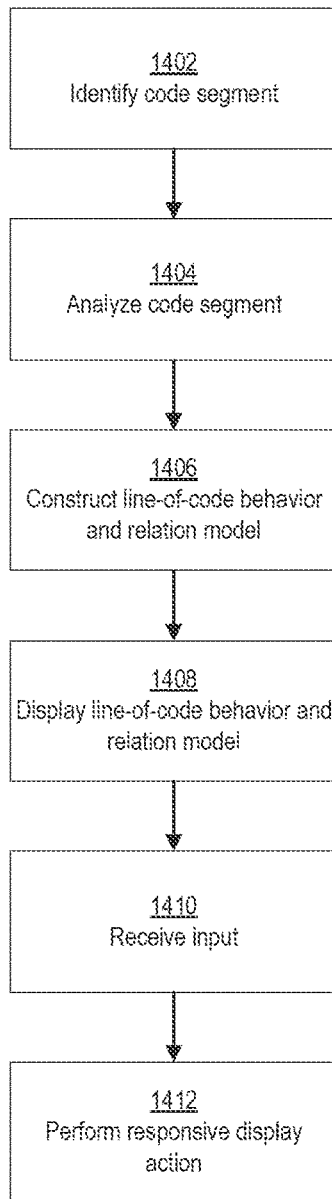 1402
Identify code segment
1404
Analyze code segment
1406
Construct line-of-code behavior
and relation model
1408
Display line-of-code behavior and
relation model
1410
Receive input
1412
Perform responsive display
action